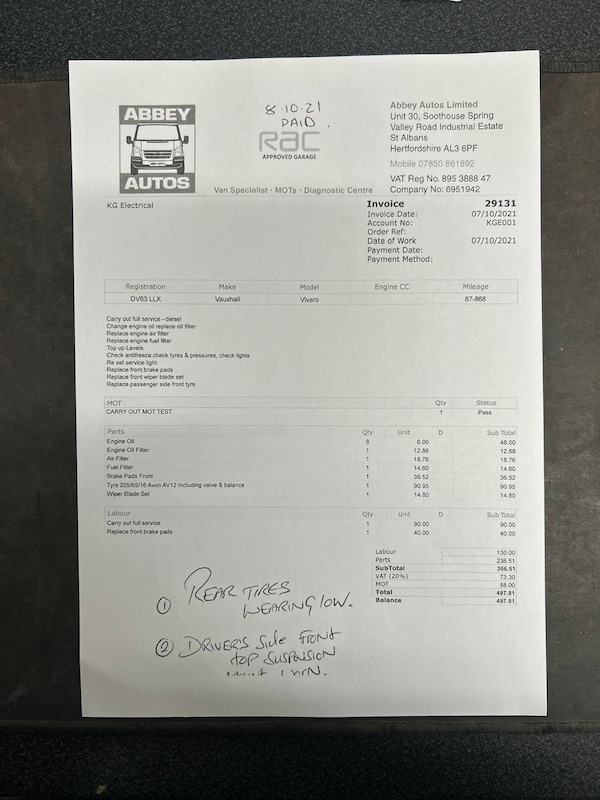 ABBEY
AUTOS
8.10.21
PAID.
RAC
APPROVED GARAGE
Van Specialist - MOTs - Diagnostic Centre
Abbey Autos Limited
Unit 30, Soothouse Spring
Valley Road Industrial Estate
St Albans
Hertfordshire AL3 6PF
Mobile 07850 861892
VAT Reg No. 895 3888 47
Company No: 6951942
KG Electrical
Invoice 29131
Invoice Date: 07/10/2021
Account No: KGE001
Order Ref:
Date of Work 07/10/2021
Payment Date:
Payment Method:
Registration Make Model Engine CC Mileage
DV63 LLX Vauxhall Vivaro 87-868
Carry out full service - diesel
Change engine oil replace oil filter
Replace engine air filter
Replace engine fuel filter
Top up Levels
Check antifreeze,check tyres & pressures, check lights
Re set service light
Replace front brake pads
Replace front wiper blade set
Replace passenger side front tyre
MOT Qty Status
CARRY OUT MOT TEST 1 Pass
Parts Qty Unit D Sub Total
Engine Oil 8 6.00 48.00
Engine Oil Filter 1 12.88 12.88
Air Filter 1 18.76 18.76
Fuel Filter 1 14.60 14.60
Brake Pads Front 1 36.52 36.52
Tyre 205/65/16 Avon AV12 Including valve & balance 1 90.95 90.95
Wiper Blade Set 1 14.80 14.80
Labour Qty Unit D Sub Total
Carry out full service 1 90.00 90.00
Replace front brake pads 1 40.00 40.00
Labour 130.00
Parts 236.51
SubTotal 366.51
VAT (20%) 73.30
MOT 58.00
Total 497.81
Balance 497.81
① REAR TIRES
WEARING low.
② DRIVER'S Side FRONT
top SUSPENSION